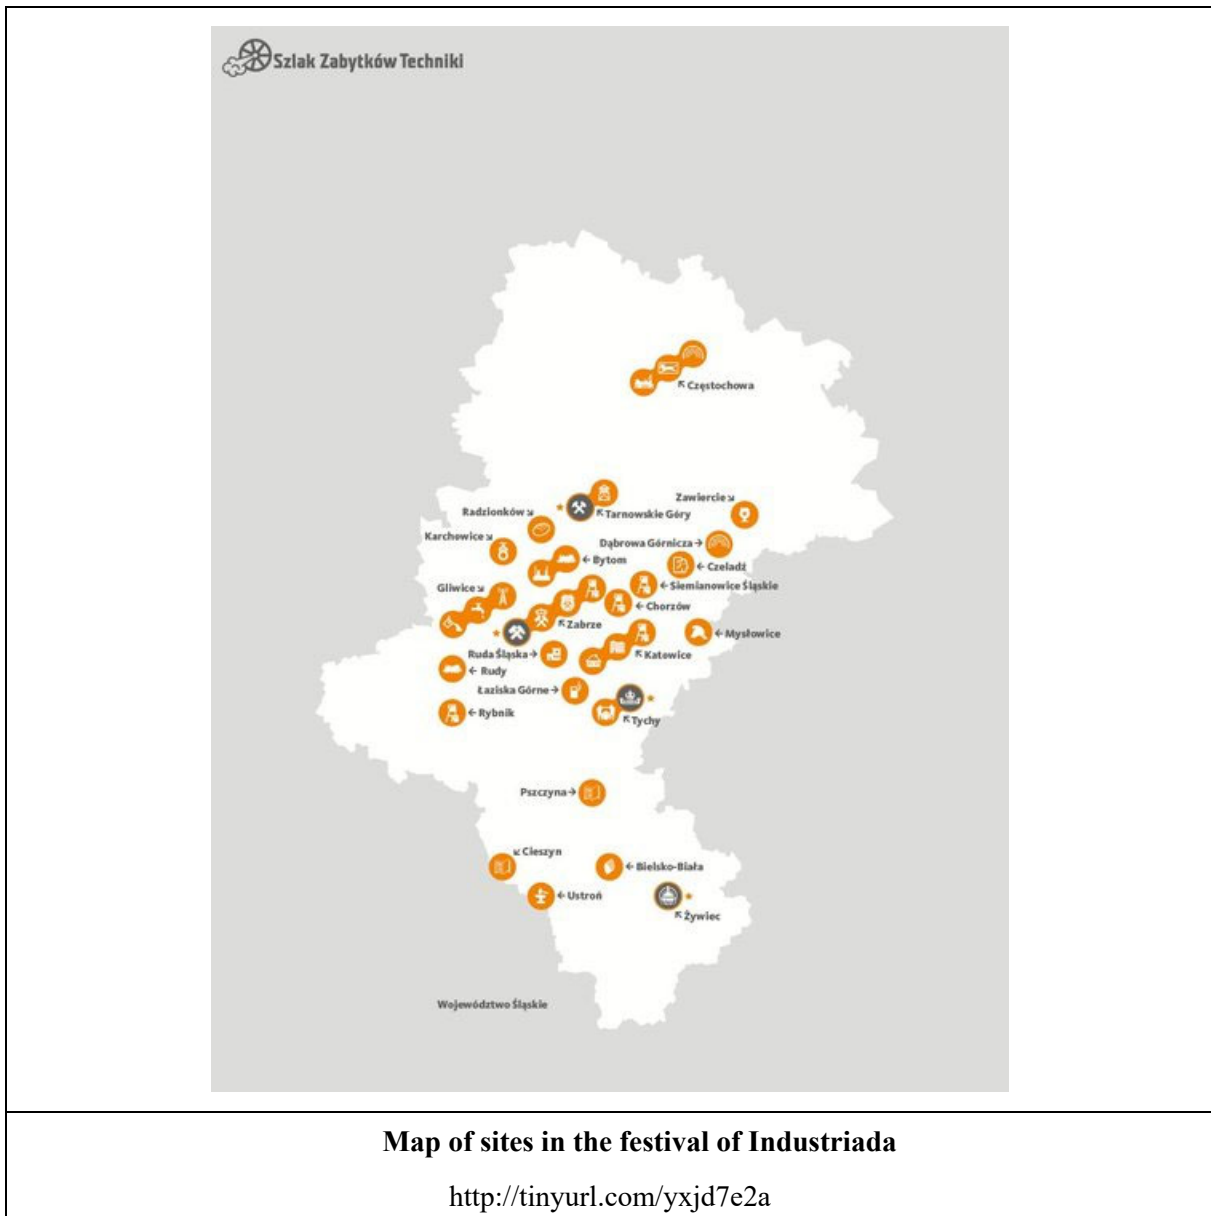 Szlak Zabytków Techniki
Częstochowa
Zawiercie
Radzionków
Tarnowskie Góry
Karchowice
Dąbrowa Górnicza
Bytom
Czeladź
Gliwice
Siemianowice Śląskie
Chorzów
Zabrze
Mysłowice
Ruda Śląska
Katowice
Rudy
Łaziska Górne
Rybnik
Tychy
Pszczyna
Cieszyn
Bielsko-Biała
Ustroń
Żywiec
Województwo Śląskie
Map of sites in the festival of Industriada
http://tinyurl.com/yxjd7e2a